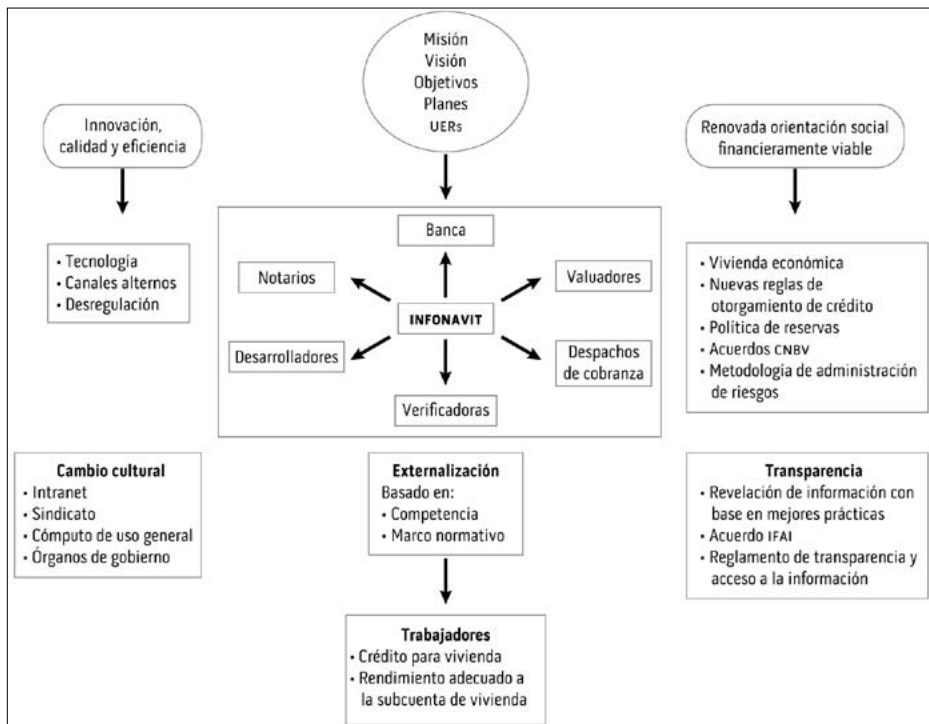 Misión
Visión
Objetivos
Planes
UERs
Innovación,
calidad y eficiencia
Renovada orientación social
financieramente viable
• Tecnología
• Canales alternos
• Desregulación
Banca
Notarios
Valuadores
INFONAVIT
Desarrolladores
Despachos
de cobranza
Verificadoras
• Vivienda económica
• Nuevas reglas de
otorgamiento de crédito
• Política de reservas
• Acuerdos CNBV
• Metodología de administración
de riesgos
Cambio cultural
• Intranet
• Sindicato
• Cómputo de uso general
• Órganos de gobierno
Externalización
Basado en:
• Competencia
• Marco normativo
Transparencia
• Revelación de información con
base en mejores prácticas
• Acuerdo IFAI
• Reglamento de transparencia y
acceso a la información
Trabajadores
• Crédito para vivienda
• Rendimiento adecuado a
la subcuenta de vivienda